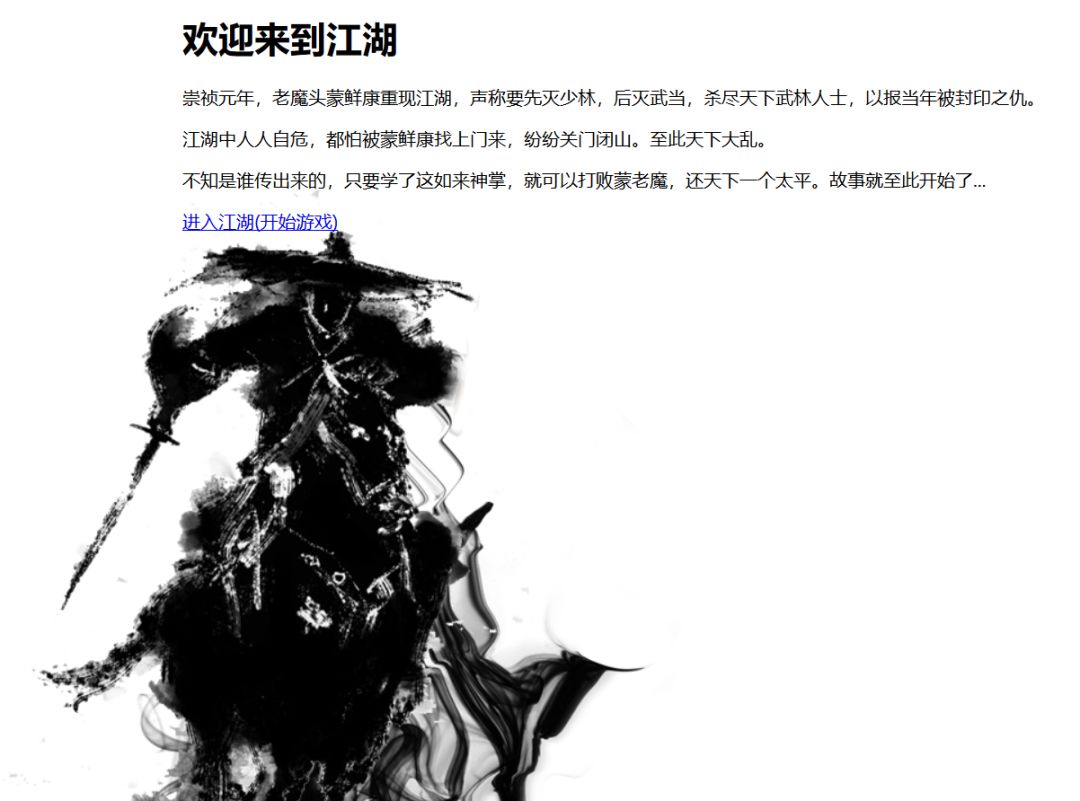 欢迎来到江湖
崇祯元年，老魔头蒙鲜康重现江湖，声称要先灭少林，后灭武当，杀尽天下武林人士，以报当年被封印之仇。
江湖中人人自危，都怕被蒙鲜康找上门来，纷纷关门闭山。至此天下大乱。
不知是谁传出来的，只要学了这如来神掌，就可以打败蒙老魔，还天下一个太平。故事就至此开始了...
进入江湖(开始游戏)